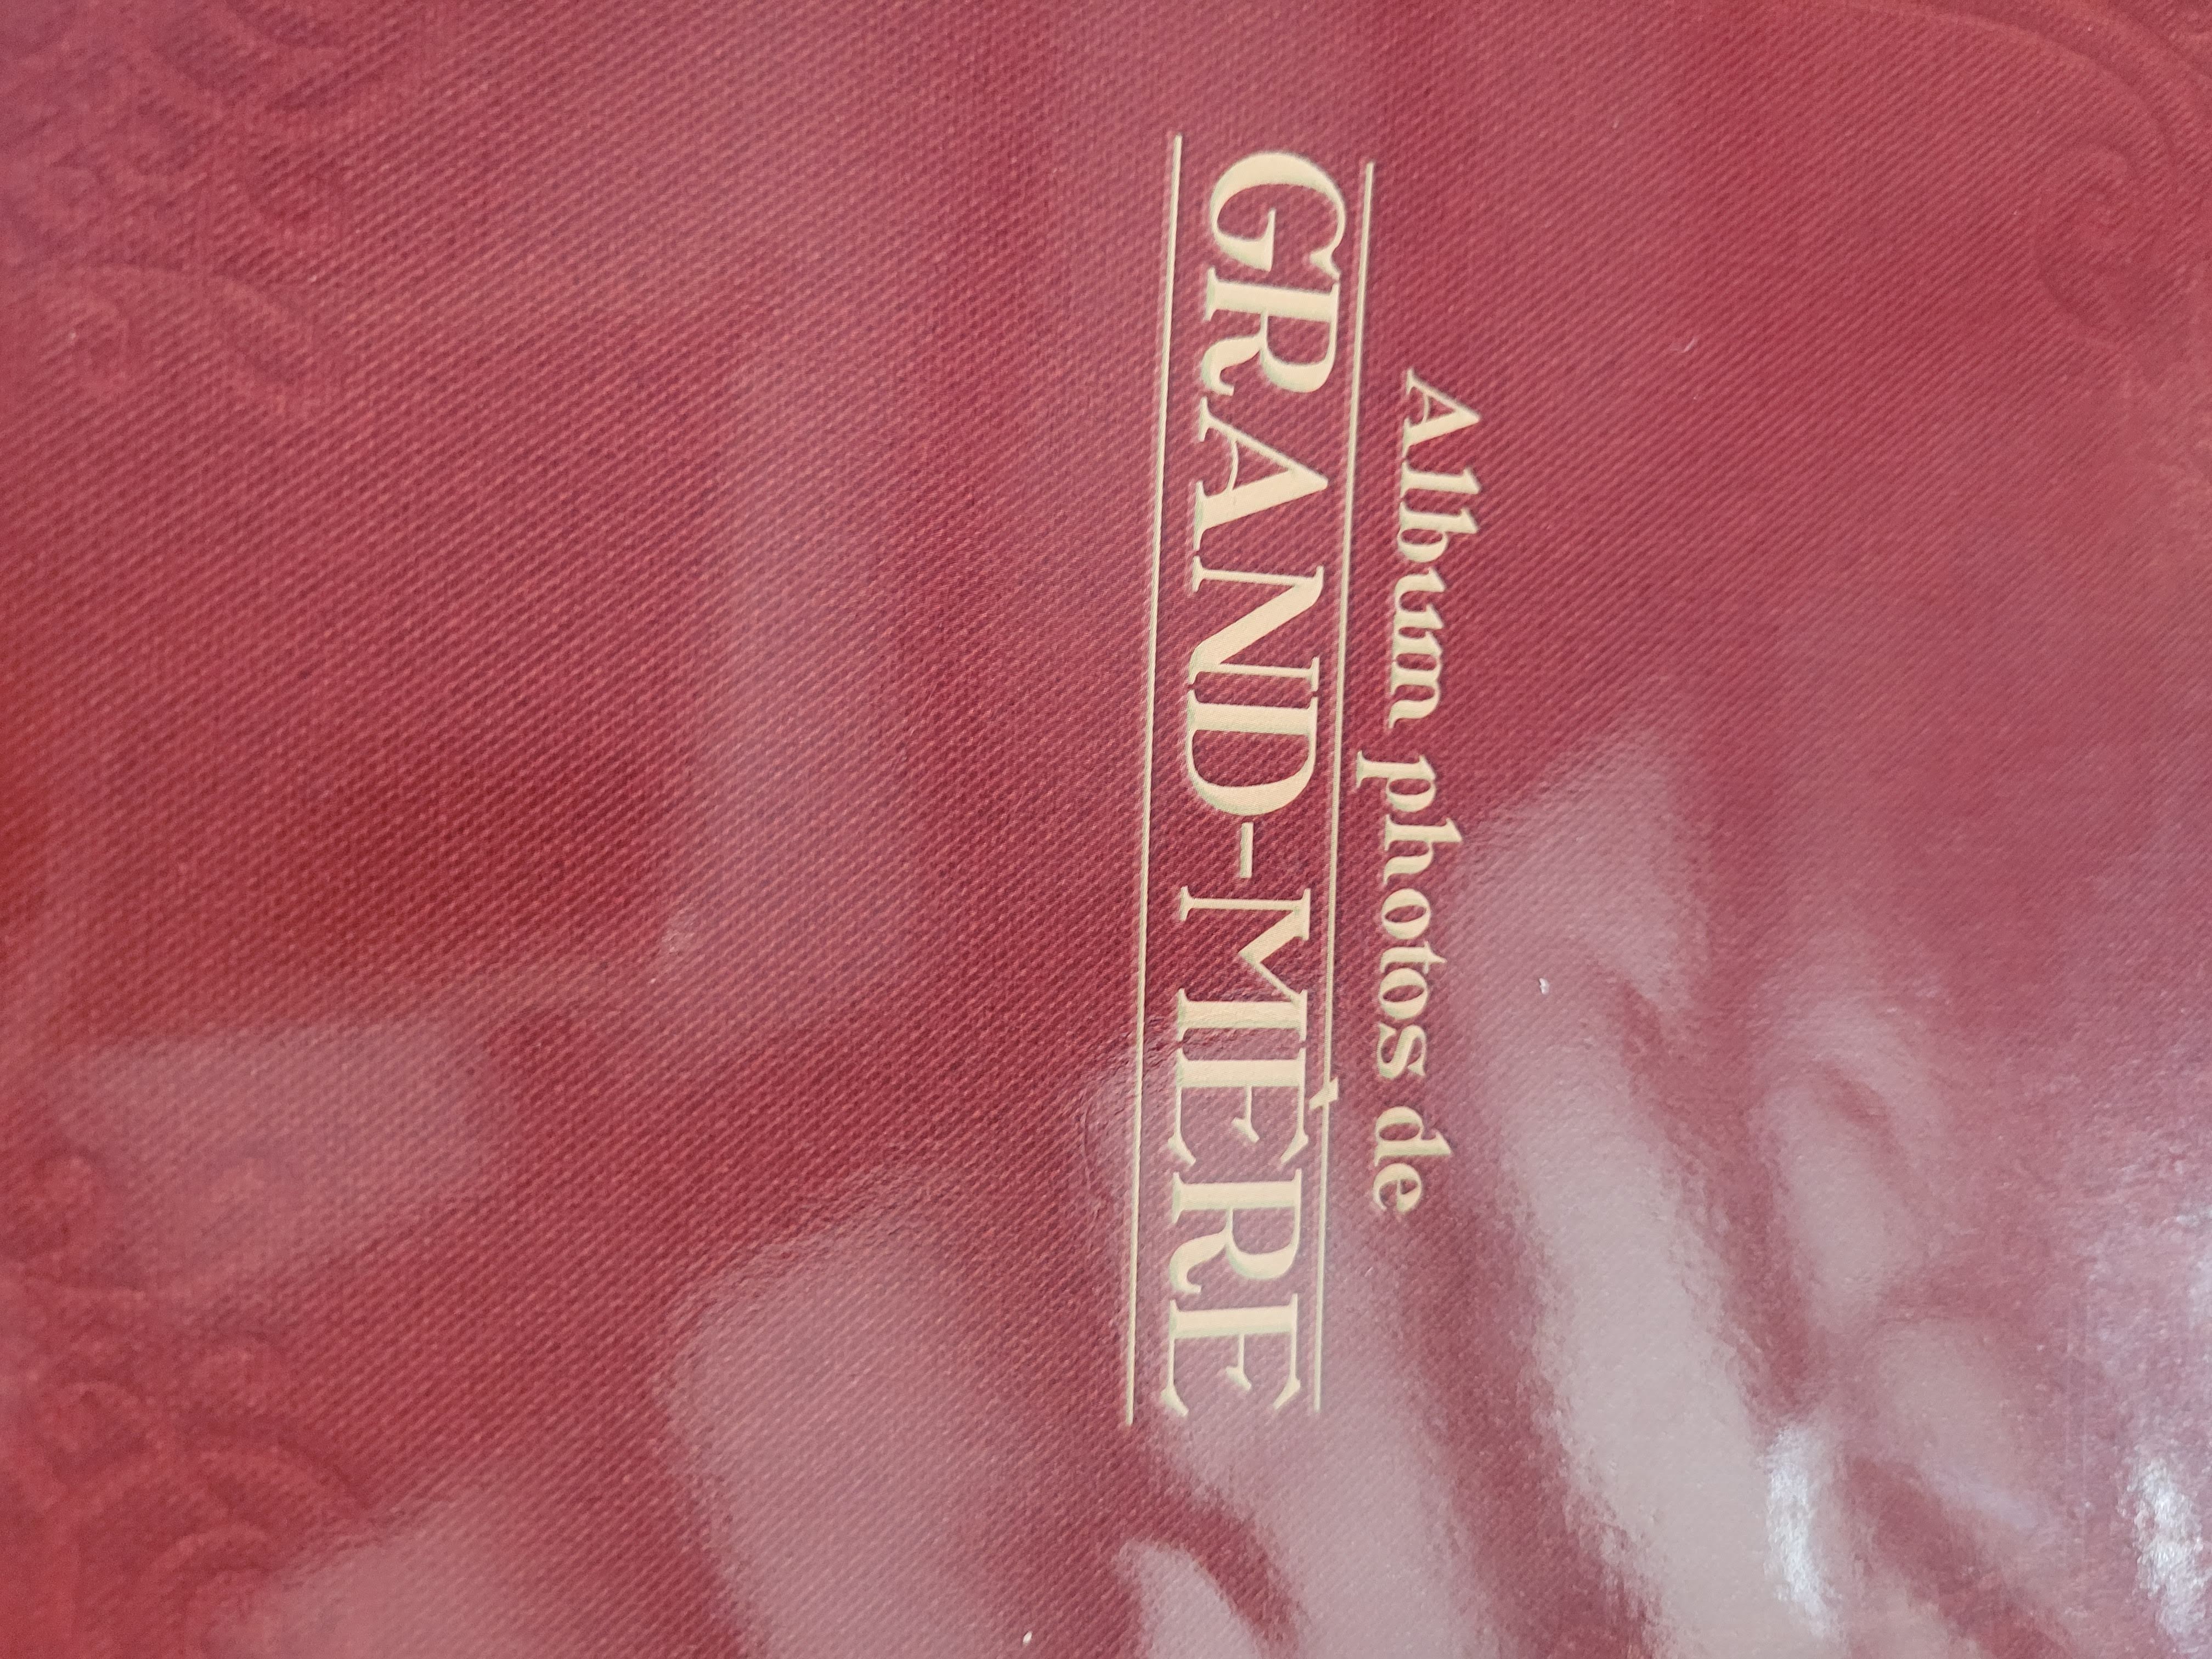 Album photos de
GRAND-MÈRE